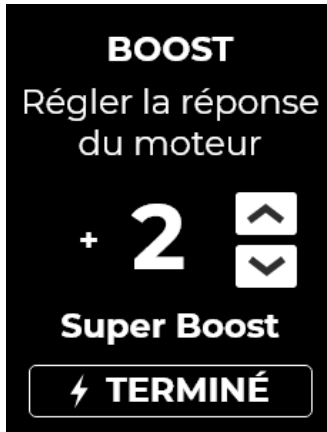 BOOST
Régler la réponse
du moteur
+ 2
Super Boost
TERMINÉ